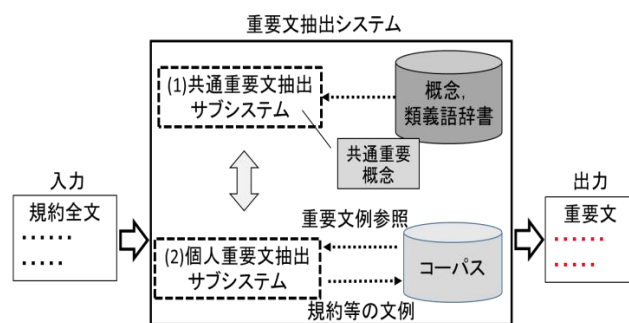 重要文抽出システム
(1)共通重要文抽出
サブシステム
概念,
類義語辞書
共通重要
概念
入力
規約全文
・・・・・・
・・・・・
重要文例参照
(2)個人重要文抽出
サブシステム
コーパス
規約等の文例
出力
重要文
・・・・・・
・・・・・